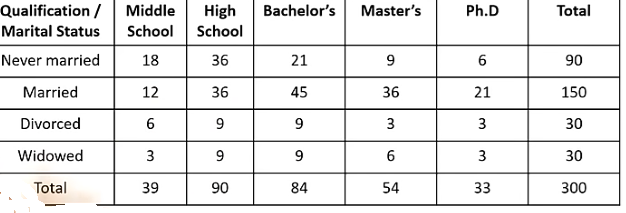 Qualification / Marital Status | Middle School | High School | Bachelor's | Master's | Ph.D | Total
Never married | 18 | 36 | 21 | 9 | 6 | 90
Married | 12 | 36 | 45 | 36 | 21 | 150
Divorced | 6 | 9 | 9 | 3 | 3 | 30
Widowed | 3 | 9 | 9 | 6 | 3 | 30
Total | 39 | 90 | 84 | 54 | 33 | 300